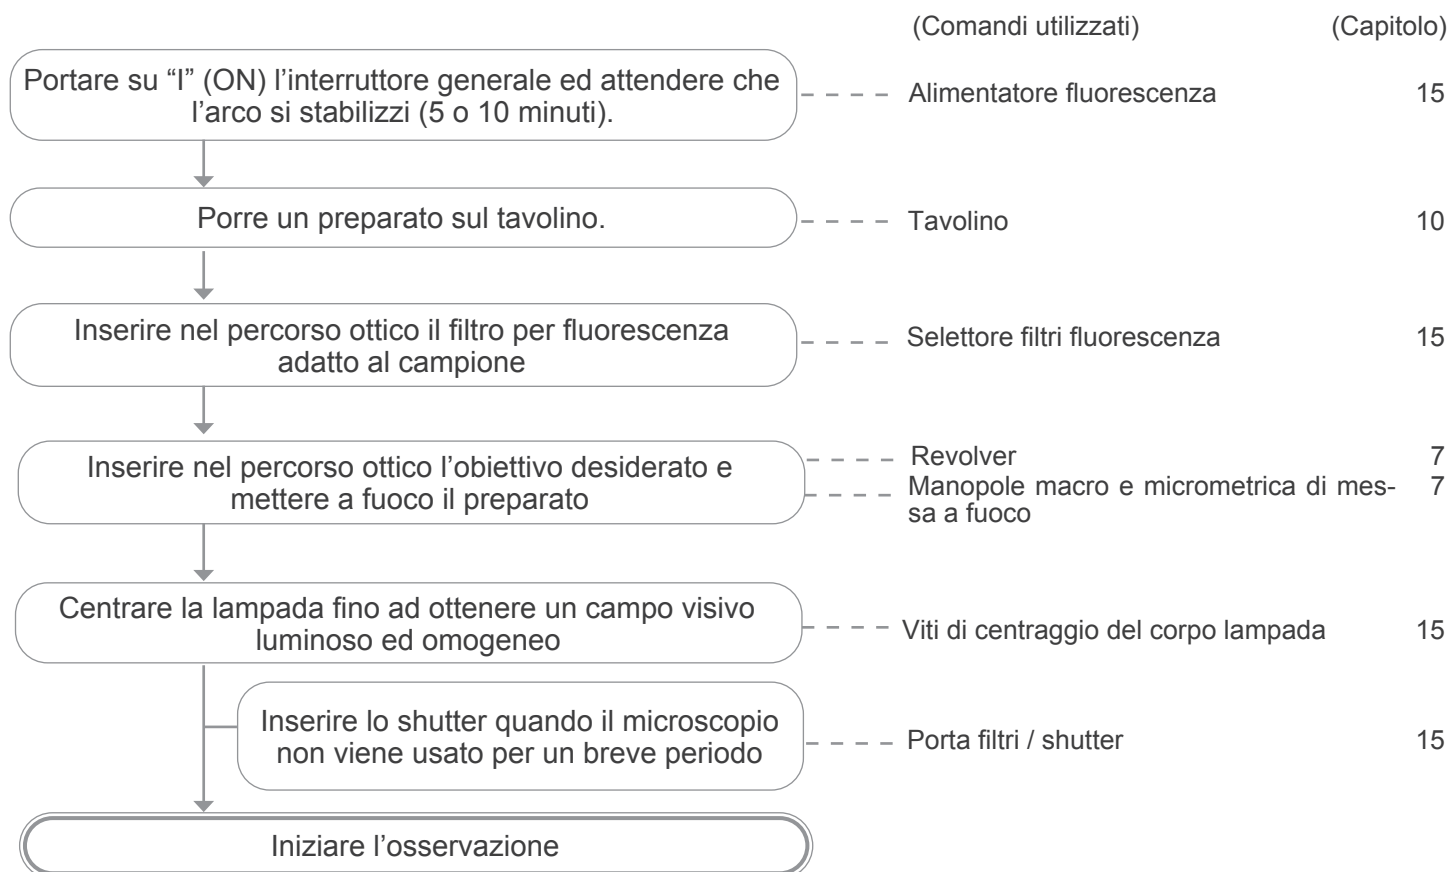 (Comandi utilizzati) (Capitolo)
Portare su “I” (ON) l’interruttore generale ed attendere che
l’arco si stabilizzi (5 o 10 minuti).
Alimentatore fluorescenza 15
Porre un preparato sul tavolino.
Tavolino 10
Inserire nel percorso ottico il filtro per fluorescenza
adatto al campione
Selettore filtri fluorescenza 15
Inserire nel percorso ottico l’obiettivo desiderato e
mettere a fuoco il preparato
Revolver 7
Manopole macro e micrometrica di mes- 7
sa a fuoco
Centrare la lampada fino ad ottenere un campo visivo
luminoso ed omogeneo
Viti di centraggio del corpo lampada 15
Inserire lo shutter quando il microscopio
non viene usato per un breve periodo
Porta filtri / shutter 15
Iniziare l’osservazione